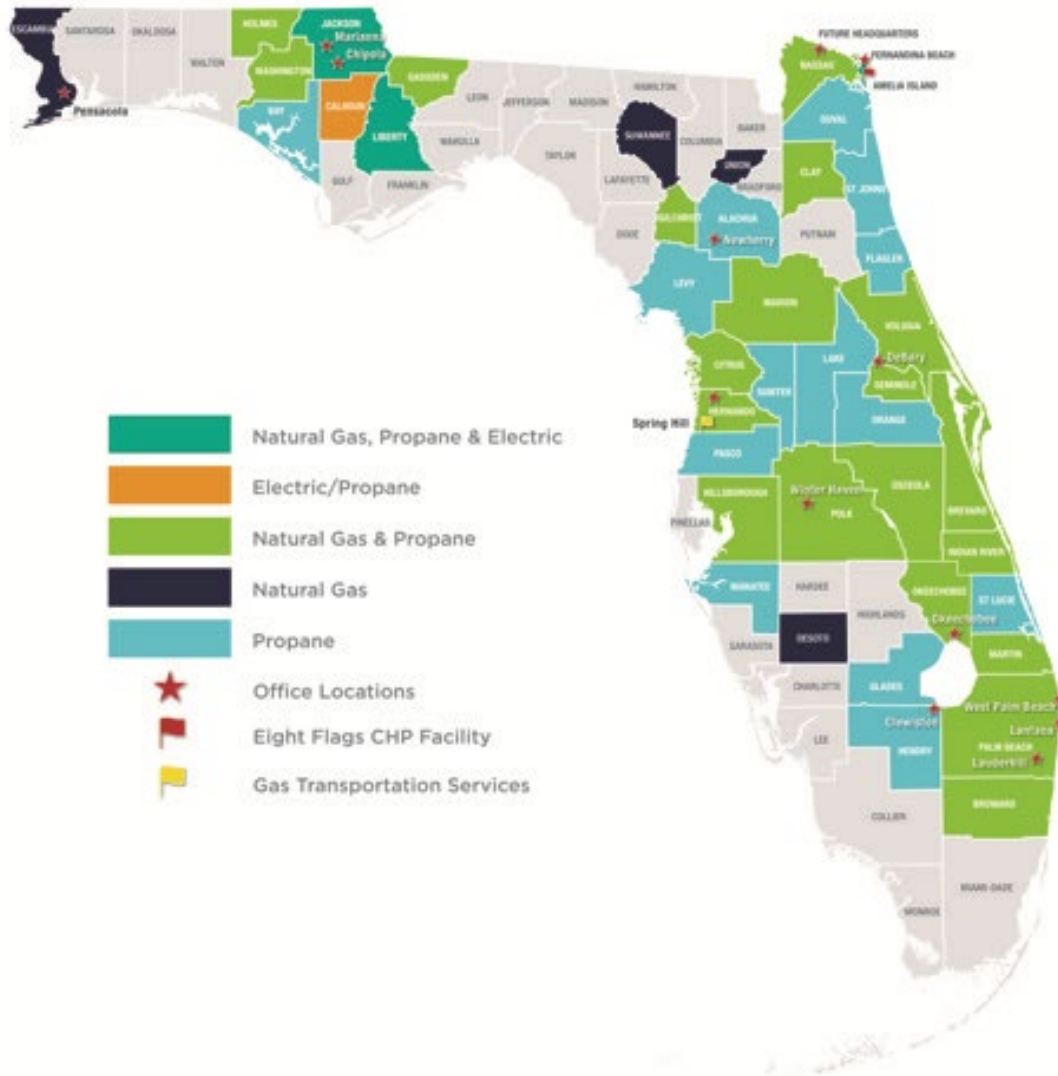 ESCAMBIA
SANTA ROSA
OKALOOSA
WALTON
HOLMES
WASHINGTON
BAY
JACKSON
Marianna
Chipola
CALHOUN
GULF
LIBERTY
GADSDEN
FRANKLIN
LEON
WAKULLA
JEFFERSON
MADISON
TAYLOR
HAMILTON
SUWANNEE
LAFAYETTE
DIXIE
COLUMBIA
BAKER
UNION
BRADFORD
GILCHRIST
ALACHUA
Newberry
LEVY
Pensacola
FUTURE HEADQUARTERS
FERNANDINA BEACH
AMELIA ISLAND
NASSAU
DUVAL
CLAY
ST JOHNS
PUTNAM
FLAGLER
MARION
VOLUSIA
DeBary
CITRUS
SUMTER
LAKE
SEMINOLE
HERNANDO
Spring Hill
ORANGE
PASCO
HILLSBOROUGH
PINELLAS
Winter Haven
POLK
OSCEOLA
BREVARD
INDIAN RIVER
MANATEE
HARDEE
HIGHLANDS
OKEECHOBEE
Okeechobee
ST LUCIE
SARASOTA
DESOTO
MARTIN
CHARLOTTE
GLADES
Clewiston
West Palm Beach
Lantana
LEE
HENDRY
PALM BEACH
Lauderhill
BROWARD
COLLIER
MONROE
MIAMI-DADE
Natural Gas, Propane & Electric
Electric/Propane
Natural Gas & Propane
Natural Gas
Propane
Office Locations
Eight Flags CHP Facility
Gas Transportation Services